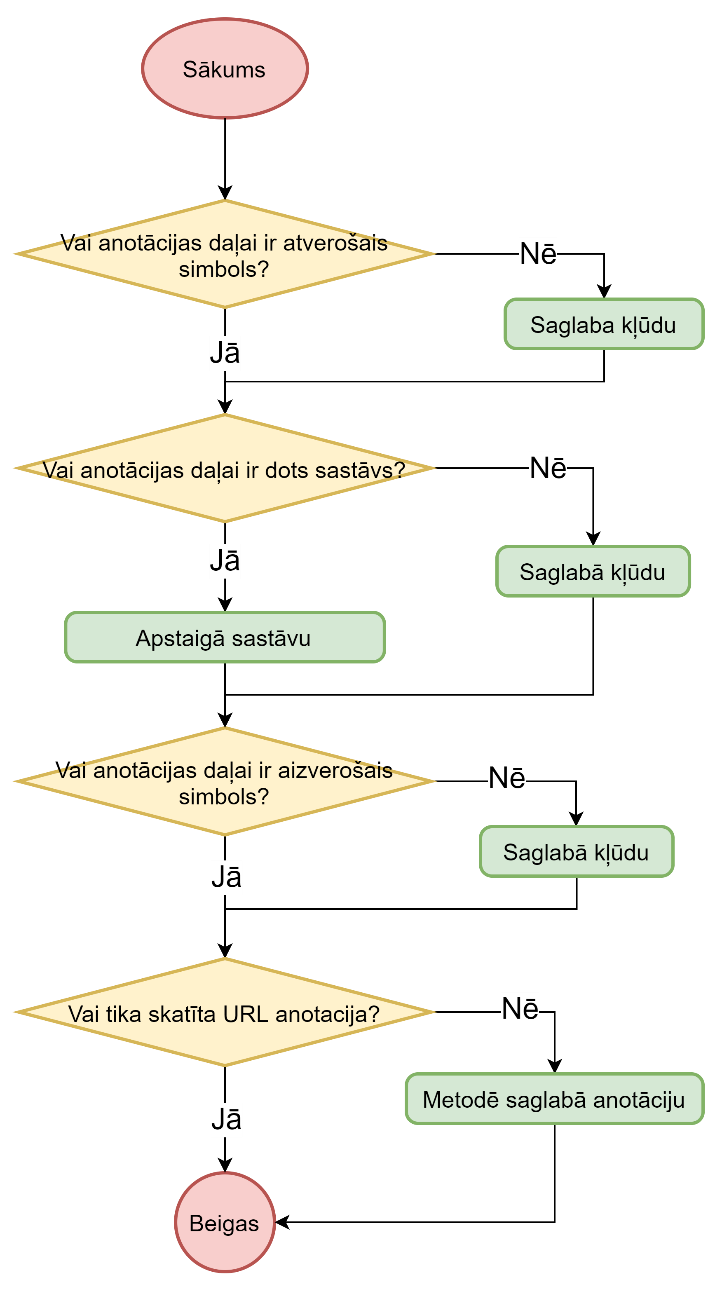 Sākums
Vai anotācijas daļai ir atverošais
simbols?
Nē
Saglaba kļūdu
Jā
Vai anotācijas daļai ir dots sastāvs?
Nē
Saglabā kļūdu
Jā
Apstaigā sastāvu
Vai anotācijas daļai ir aizverošais
simbols?
Nē
Saglabā kļūdu
Jā
Vai tika skatīta URL anotacija?
Nē
Metodē saglabā anotāciju
Jā
Beigas